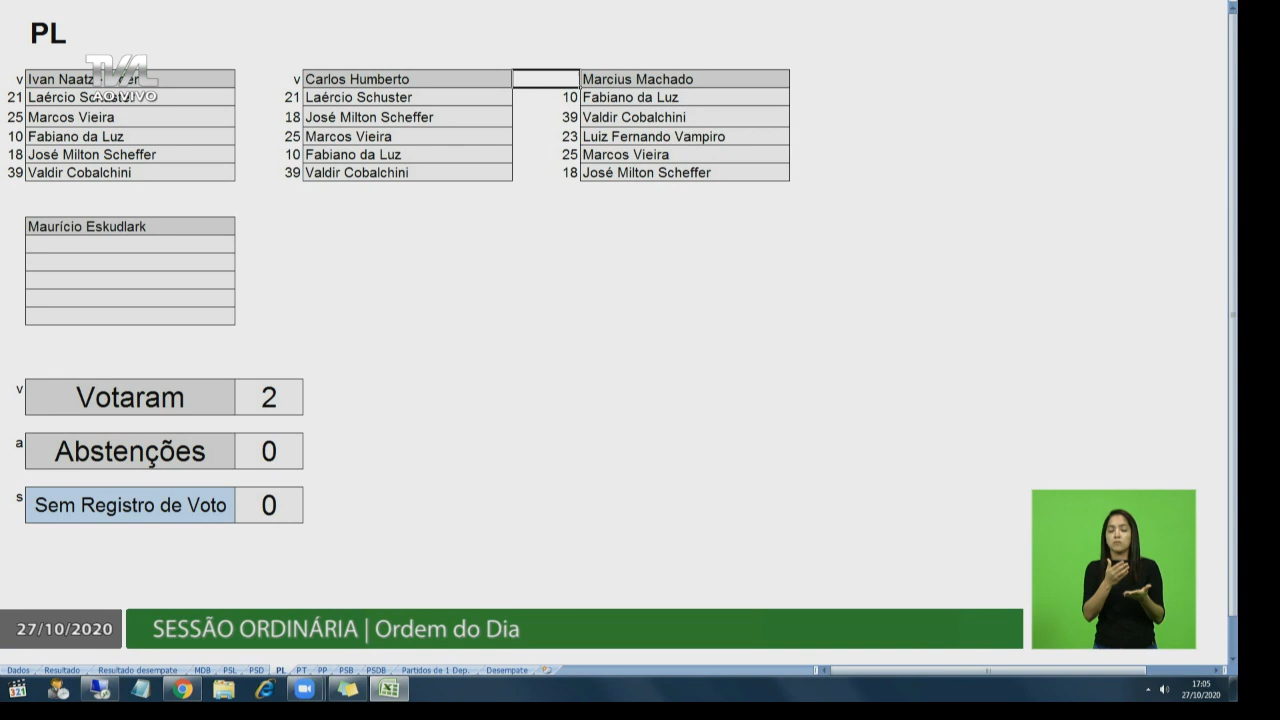 PL
TVAL
AO VIVO
v Ivan Naatz
21 Laércio Schuster
25 Marcos Vieira
10 Fabiano da Luz
18 José Milton Scheffer
39 Valdir Cobalchini
v Carlos Humberto
21 Laércio Schuster
18 José Milton Scheffer
25 Marcos Vieira
10 Fabiano da Luz
39 Valdir Cobalchini
Marcius Machado
10 Fabiano da Luz
39 Valdir Cobalchini
23 Luiz Fernando Vampiro
25 Marcos Vieira
18 José Milton Scheffer
Maurício Eskudlark
v Votaram 2
a Abstenções 0
s Sem Registro de Voto 0
27/10/2020 SESSÃO ORDINÁRIA | Ordem do Dia
Dados Resultado Resultado desempate MDB PSL PSD PL PT PP PSB PSDB Partidos de 1 Dep. Desempate
321
17:05
27/10/2020